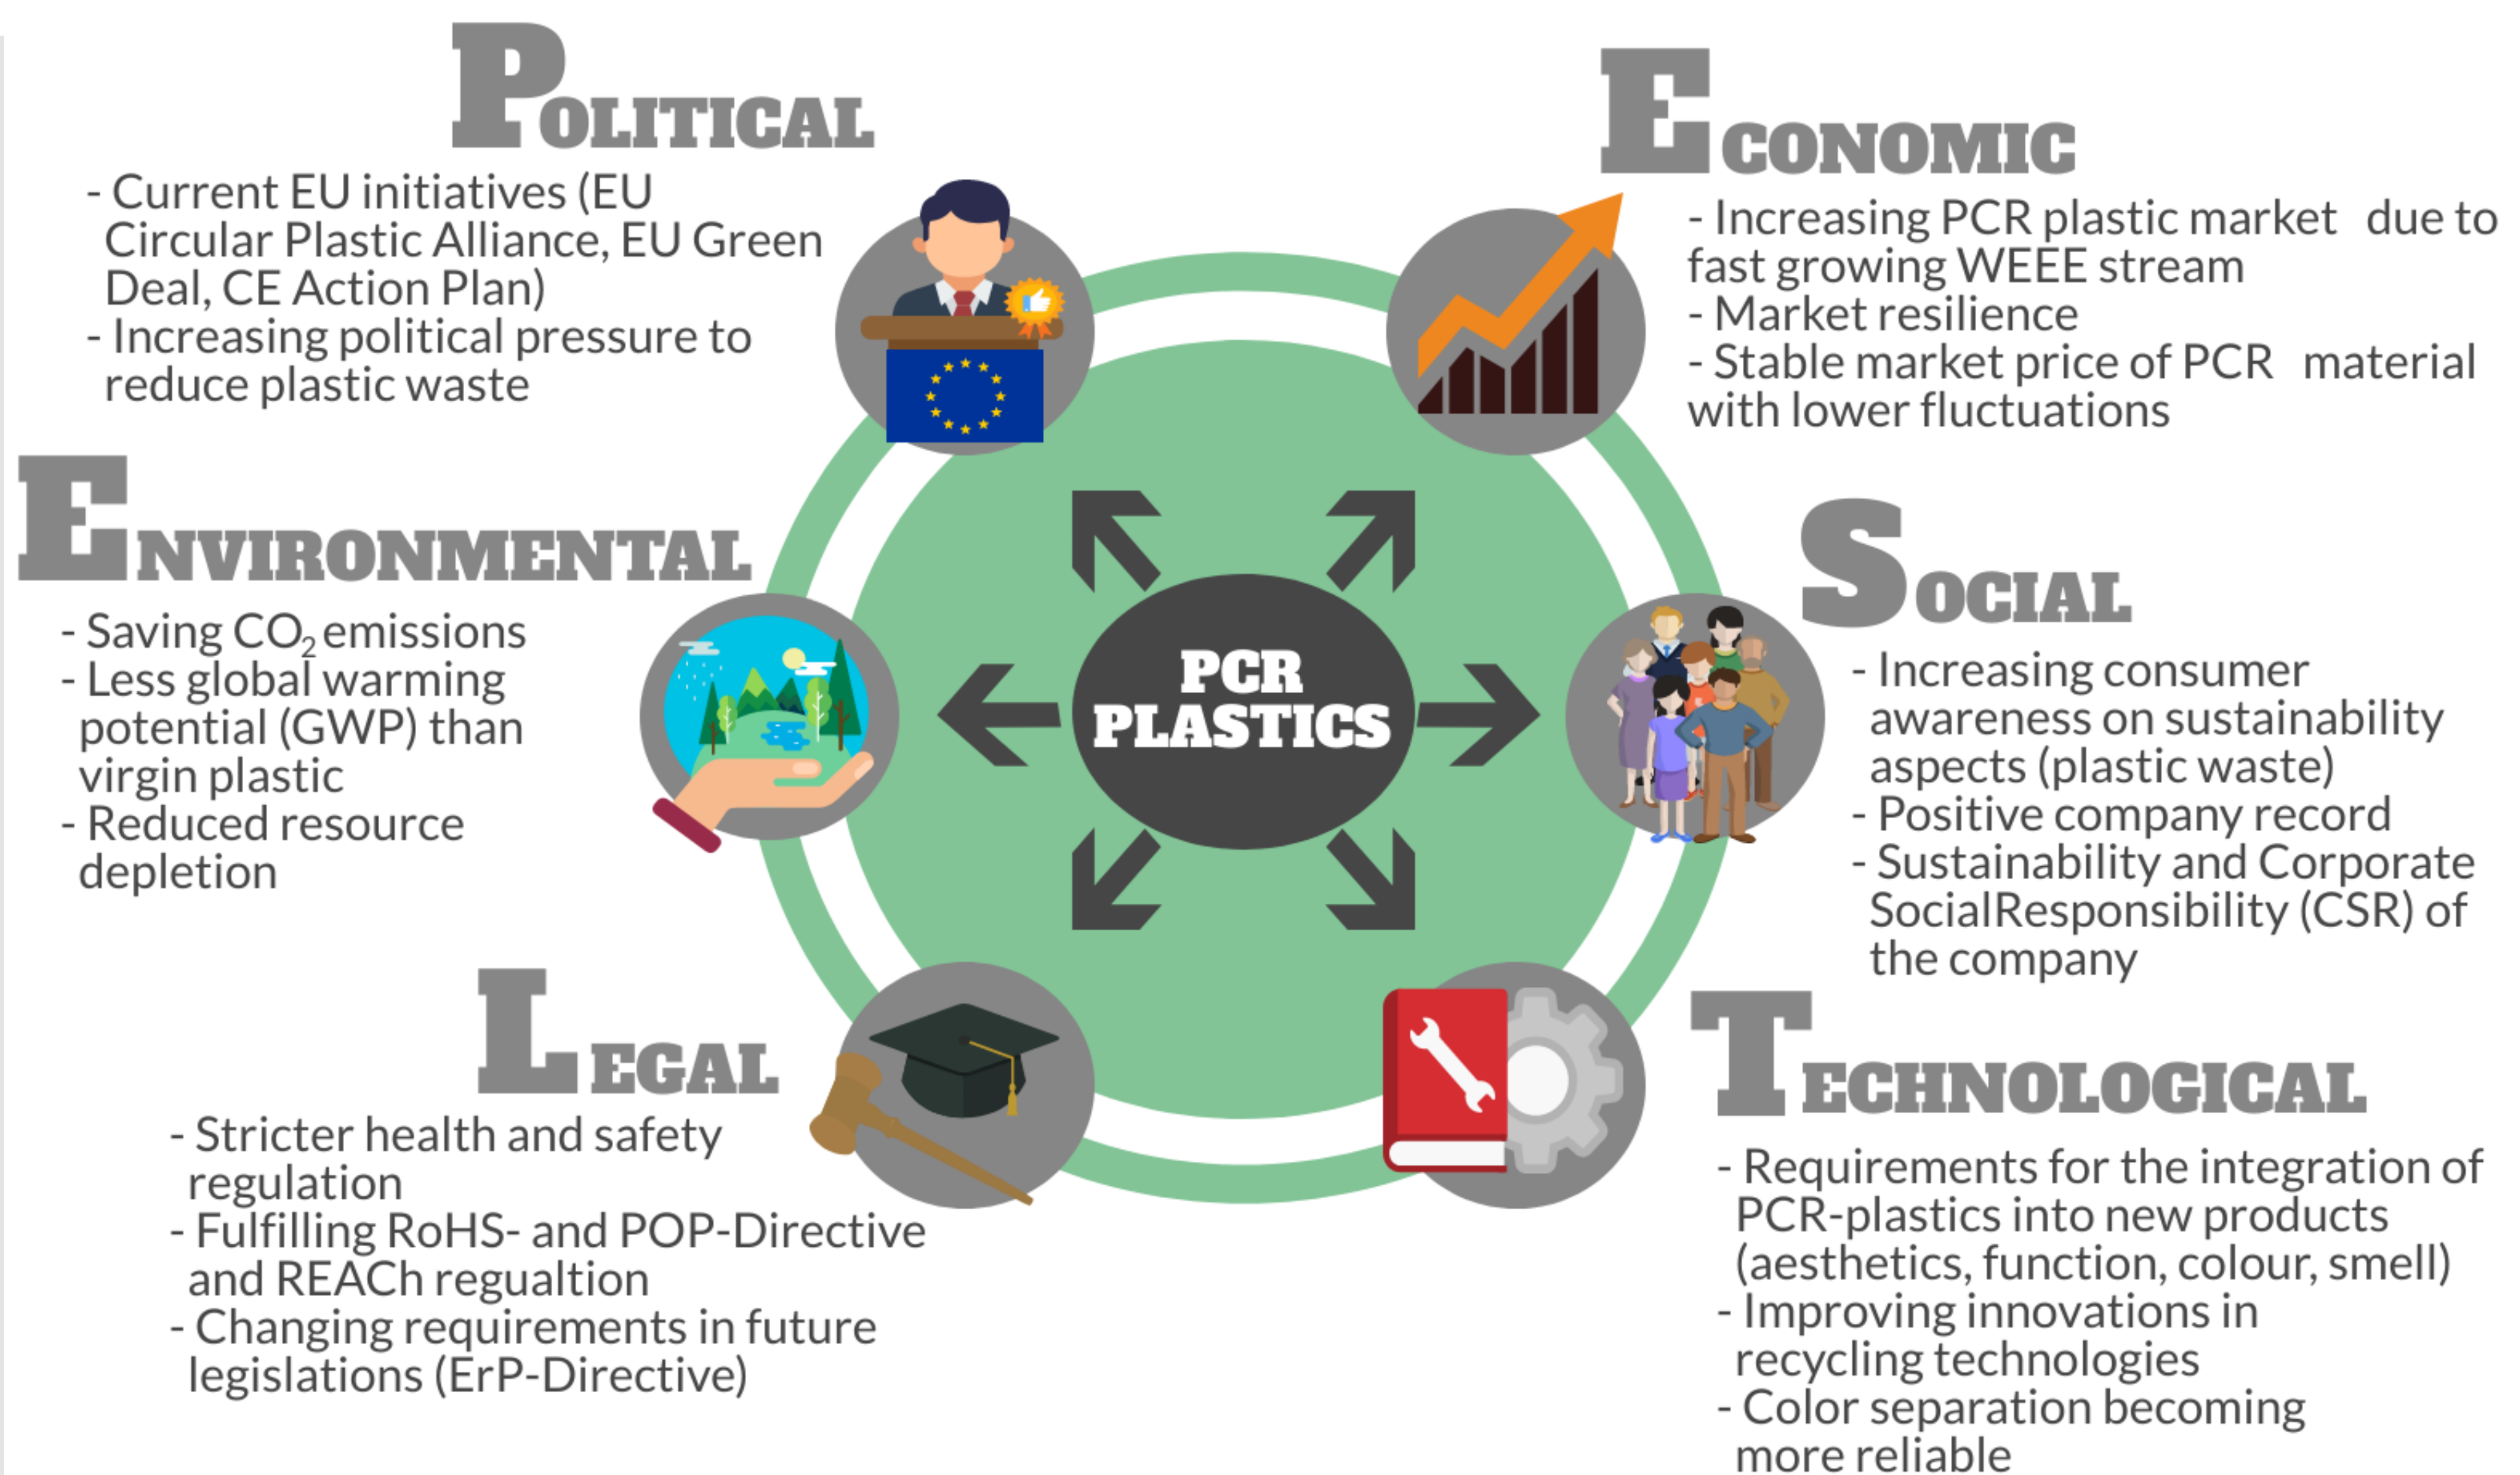 POLITICAL
- Current EU initiatives (EU
Circular Plastic Alliance, EU Green
Deal, CE Action Plan)
- Increasing political pressure to
reduce plastic waste
ECONOMIC
- Increasing PCR plastic market due to
fast growing WEEE stream
- Market resilience
- Stable market price of PCR material
with lower fluctuations
ENVIRONMENTAL
- Saving CO₂ emissions
- Less global warming
potential (GWP) than
virgin plastic
- Reduced resource
depletion
PCR
PLASTICS
SOCIAL
- Increasing consumer
awareness on sustainability
aspects (plastic waste)
- Positive company record
- Sustainability and Corporate
SocialResponsibility (CSR) of
the company
LEGAL
- Stricter health and safety
regulation
- Fulfilling RoHS- and POP-Directive
and REACh regualtion
- Changing requirements in future
legislations (ErP-Directive)
TECHNOLOGICAL
- Requirements for the integration of
PCR-plastics into new products
(aesthetics, function, colour, smell)
- Improving innovations in
recycling technologies
- Color separation becoming
more reliable